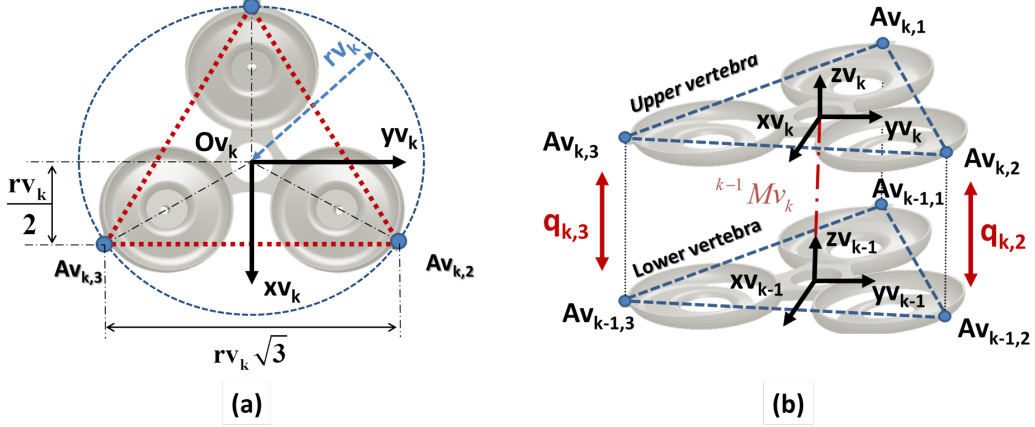 rv_k
Ov_k
yv_k
rv_k
2
Av_k,3
Av_k,2
xv_k
rv_k √3
(a)
Av_k,1
zv_k
Upper vertebra
xv_k
yv_k
Av_k,3
Av_k,2
k-1 Mv_k
Av_k-1,1
q_k,3
q_k,2
Lower vertebra
zv_k-1
xv_k-1
yv_k-1
Av_k-1,3
Av_k-1,2
(b)